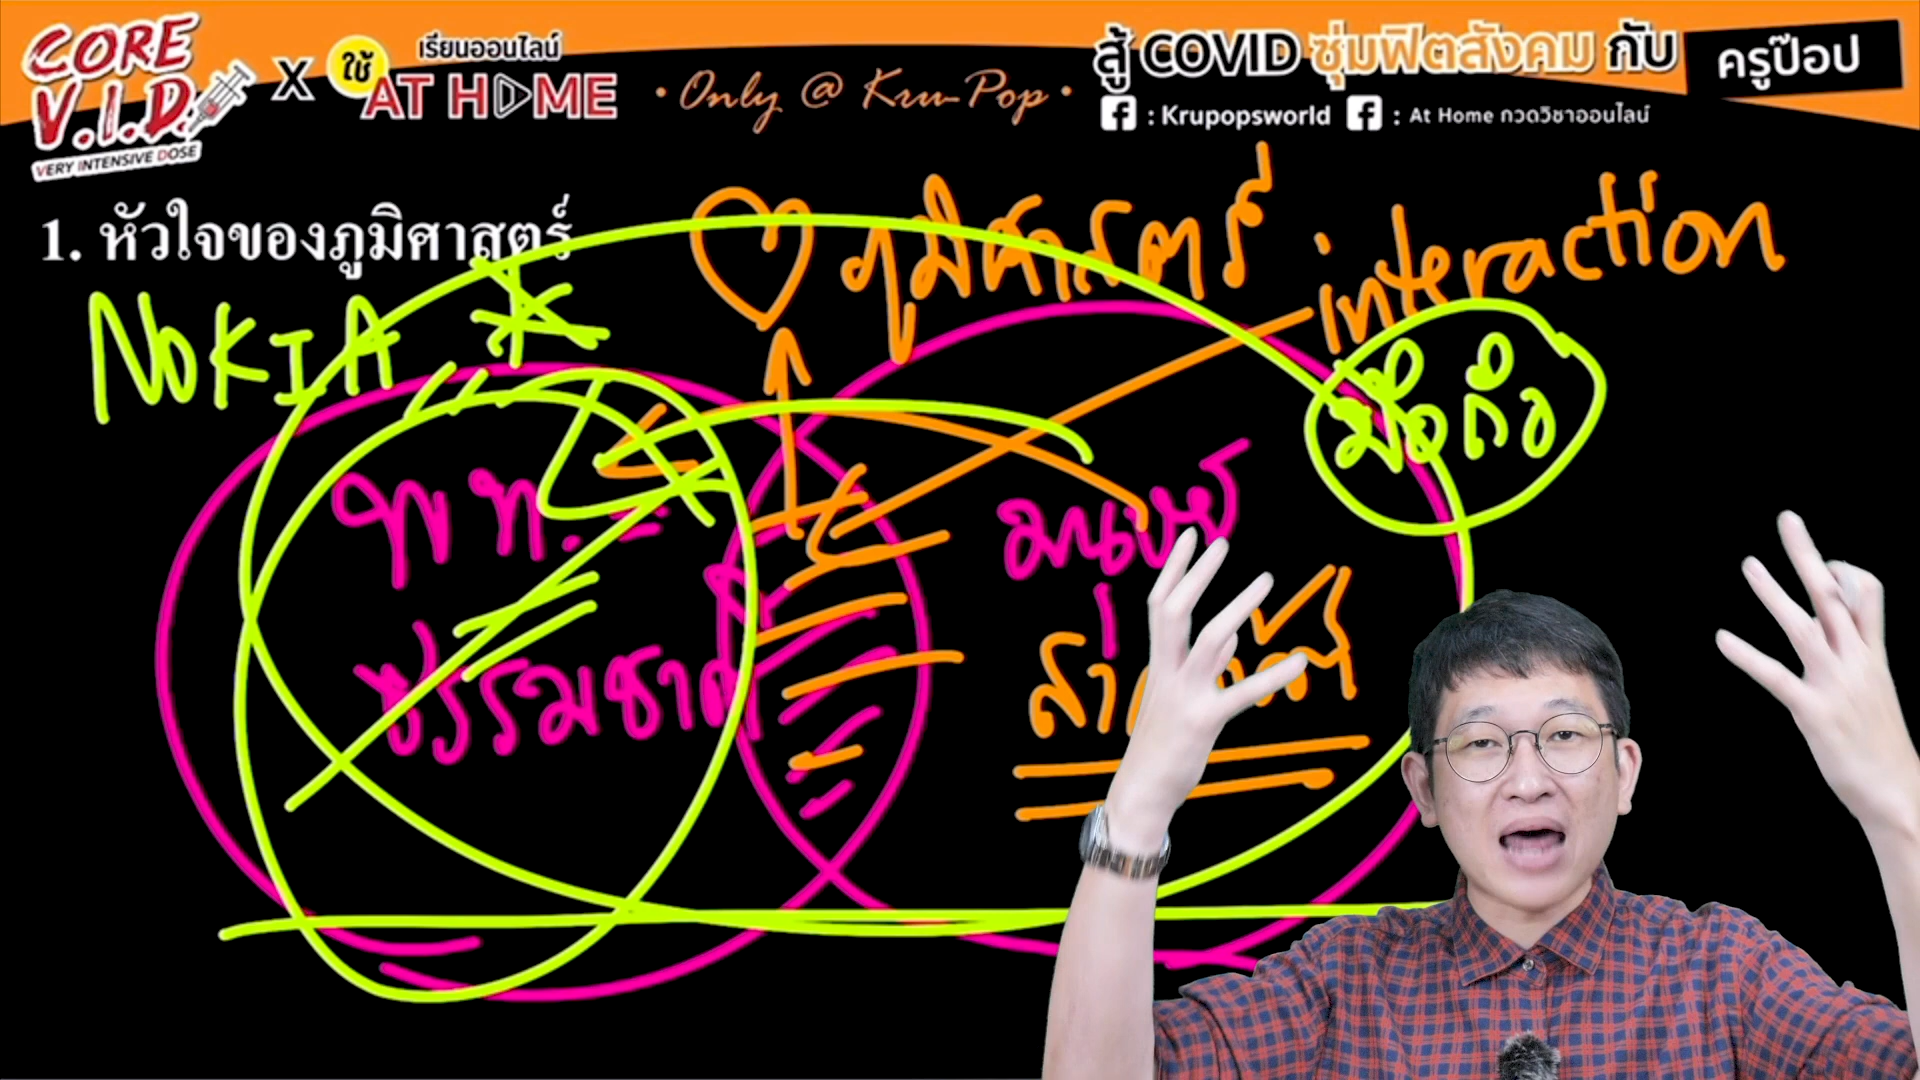 CORE
V.I.D.
VERY INTENSIVE DOSE
X
ใช้
เรียนออนไลน์
AT HOME
• Only @ Kru-Pop •
สู้ COVID ซุ่มฟิตสังคม กับ
ครูป๊อป
: Krupopsworld
: At Home กวดวิชาออนไลน์
1. หัวใจของภูมิศาสตร์
ภูมิศาสตร์
interaction
NOKIA
มือถือ
พ.ท.
มนุษย์
ธรรมชาติ